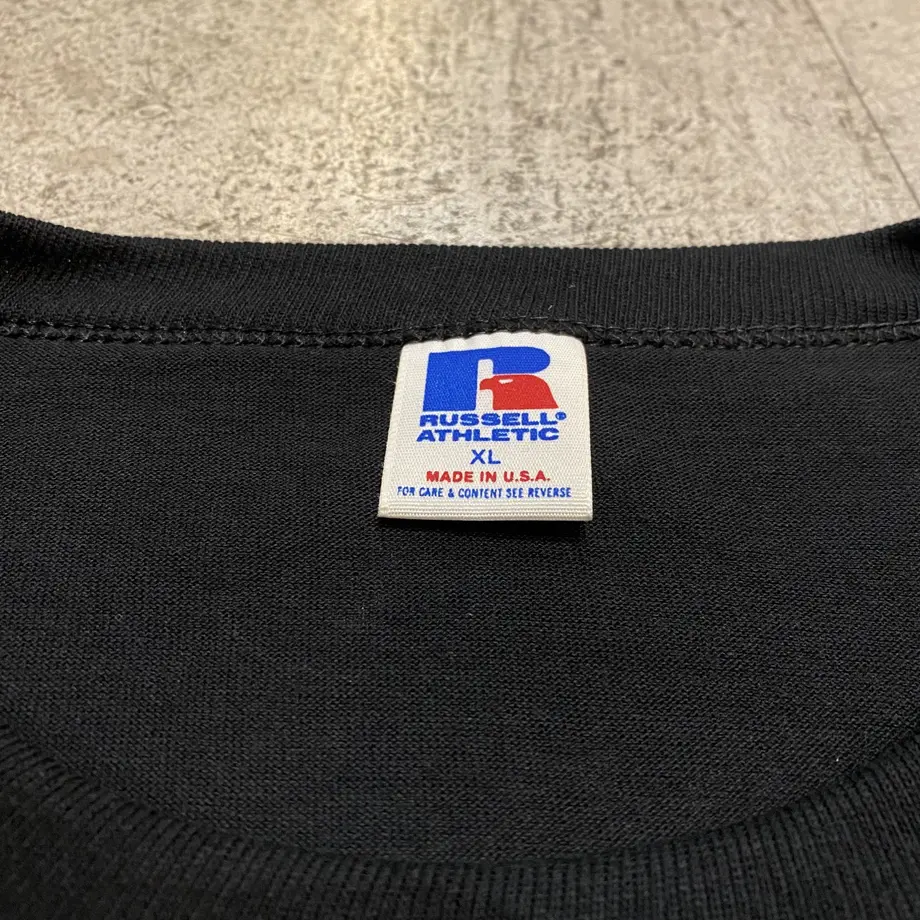 R
RUSSELL®
ATHLETIC
XL
MADE IN U.S.A.
FOR CARE & CONTENT SEE REVERSE